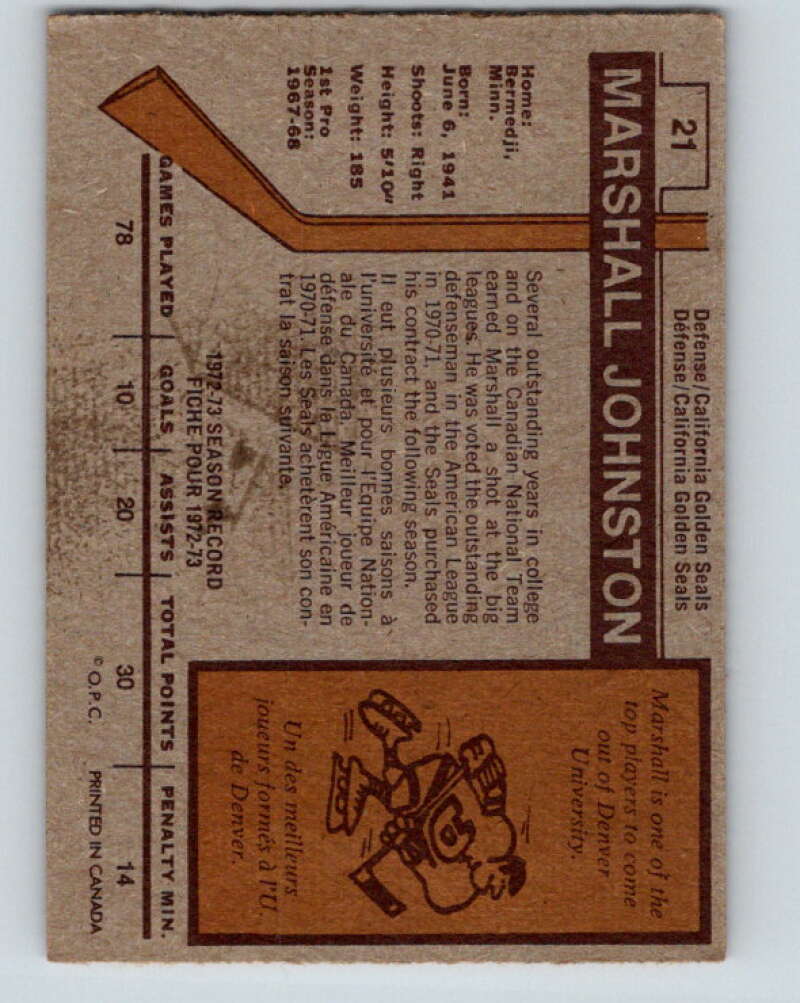 21
MARSHALL JOHNSTON
Defense/California Golden Seals
Défense/California Golden Seals
Home:
Bermedji,
Minn.
Born:
June 6, 1941
Shoots: Right
Height: 5'10"
Weight: 185
1st Pro
Season:
1967-68
Several outstanding years in college
and on the Canadian National Team
earned Marshall a shot at the big
leagues. He was voted the outstanding
defenseman in the American League
in 1970-71, and the Seals purchased
his contract the following season.
Il eut plusieurs bonnes saisons à
l'université et pour l'Equipe Nation-
ale du Canada. Meilleur joueur de
défense dans la Ligue Américaine en
1970-71. Les Seals achetèrent son con-
trat la saison suivante.
Marshall is one of the
top players to come
out of Denver
University.
6
Un des meilleurs
joueurs formés à l'U.
de Denver.
1972-73 SEASON RECORD
FICHE POUR 1972-73
GAMES PLAYED GOALS ASSISTS TOTAL POINTS PENALTY MIN.
78 10 20 30 14
© O.P.C. PRINTED IN CANADA